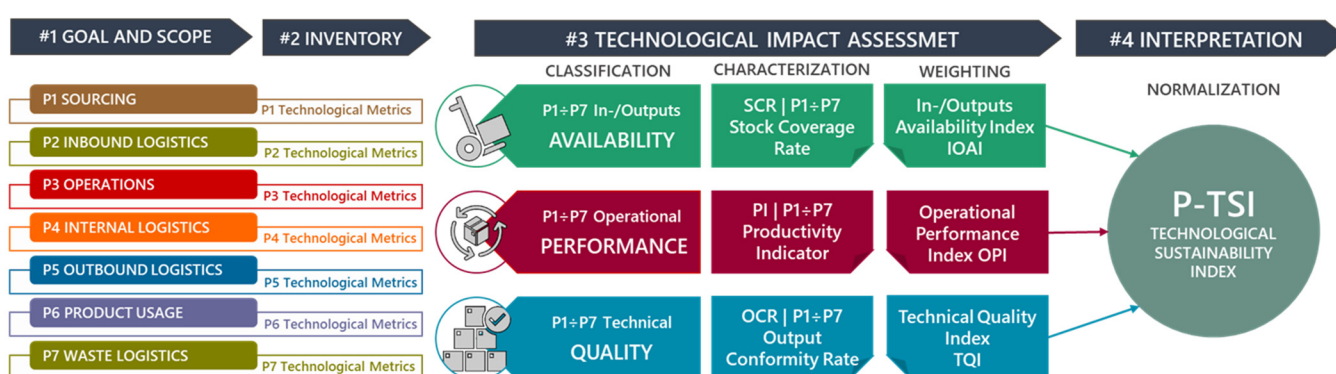 #1 GOAL AND SCOPE
#2 INVENTORY
#3 TECHNOLOGICAL IMPACT ASSESSMET
#4 INTERPRETATION
CLASSIFICATION
CHARACTERIZATION
WEIGHTING
NORMALIZATION
P1 SOURCING
P1 Technological Metrics
P2 INBOUND LOGISTICS
P2 Technological Metrics
P3 OPERATIONS
P3 Technological Metrics
P4 INTERNAL LOGISTICS
P4 Technological Metrics
P5 OUTBOUND LOGISTICS
P5 Technological Metrics
P6 PRODUCT USAGE
P6 Technological Metrics
P7 WASTE LOGISTICS
P7 Technological Metrics
P1÷P7 In-/Outputs
AVAILABILITY
SCR | P1÷P7
Stock Coverage
Rate
In-/Outputs
Availability Index
IOAI
P1÷P7 Operational
PERFORMANCE
PI | P1÷P7
Productivity
Indicator
Operational
Performance
Index OPI
P1÷P7 Technical
QUALITY
OCR | P1÷P7
Output
Conformity Rate
Technical Quality
Index
TQI
P-TSI
TECHNOLOGICAL
SUSTAINABILITY
INDEX